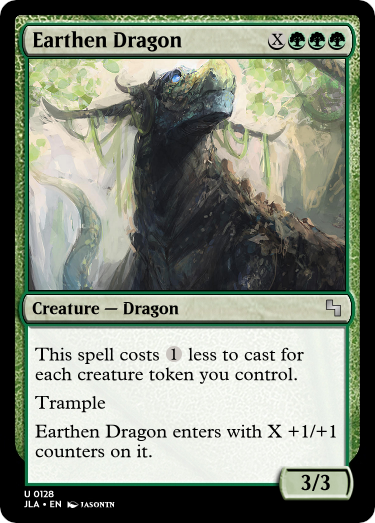 Earthen Dragon X
Creature — Dragon
This spell costs 1 less to cast for
each creature token you control.
Trample
Earthen Dragon enters with X +1/+1
counters on it.
3/3
U 0128
JLA • EN JASONTN